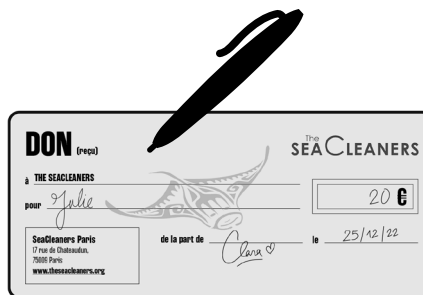 DON (reçu)
The
SEACLEANERS
à THE SEACLEANERS
pour Julie
20 €
SeaCleaners Paris
17 rue de Chateaudun,
75009 Paris
www.theseacleaners.org
de la part de Clara
le 25/12/22